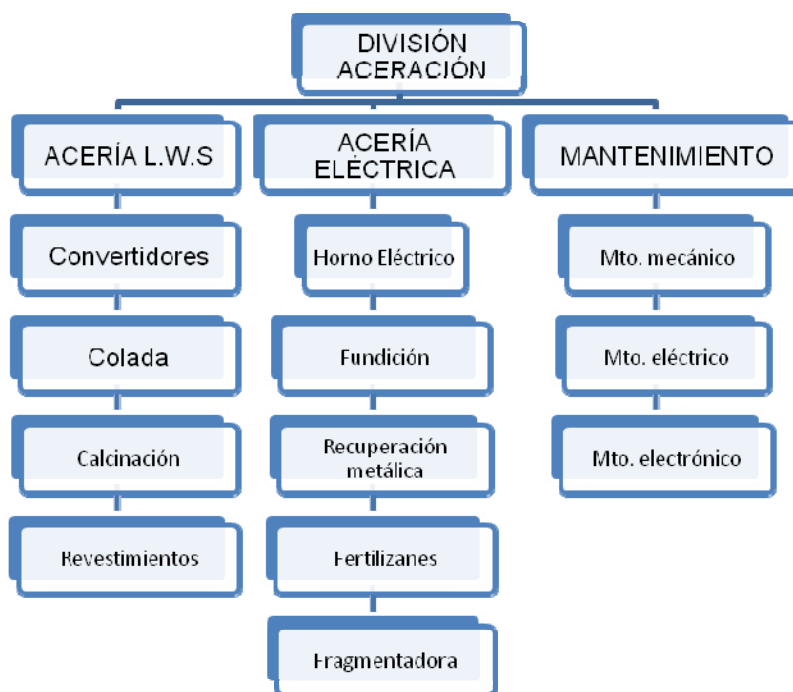 DIVISIÓN
ACERACIÓN
ACERÍA L.W.S
ACERÍA
ELÉCTRICA
MANTENIMIENTO
Convertidores
Horno Eléctrico
Mto. mecánico
Colada
Fundición
Mto. eléctrico
Calcinación
Recuperación
metálica
Mto. electrónico
Revestimientos
Fertilizanes
Fragmentadora